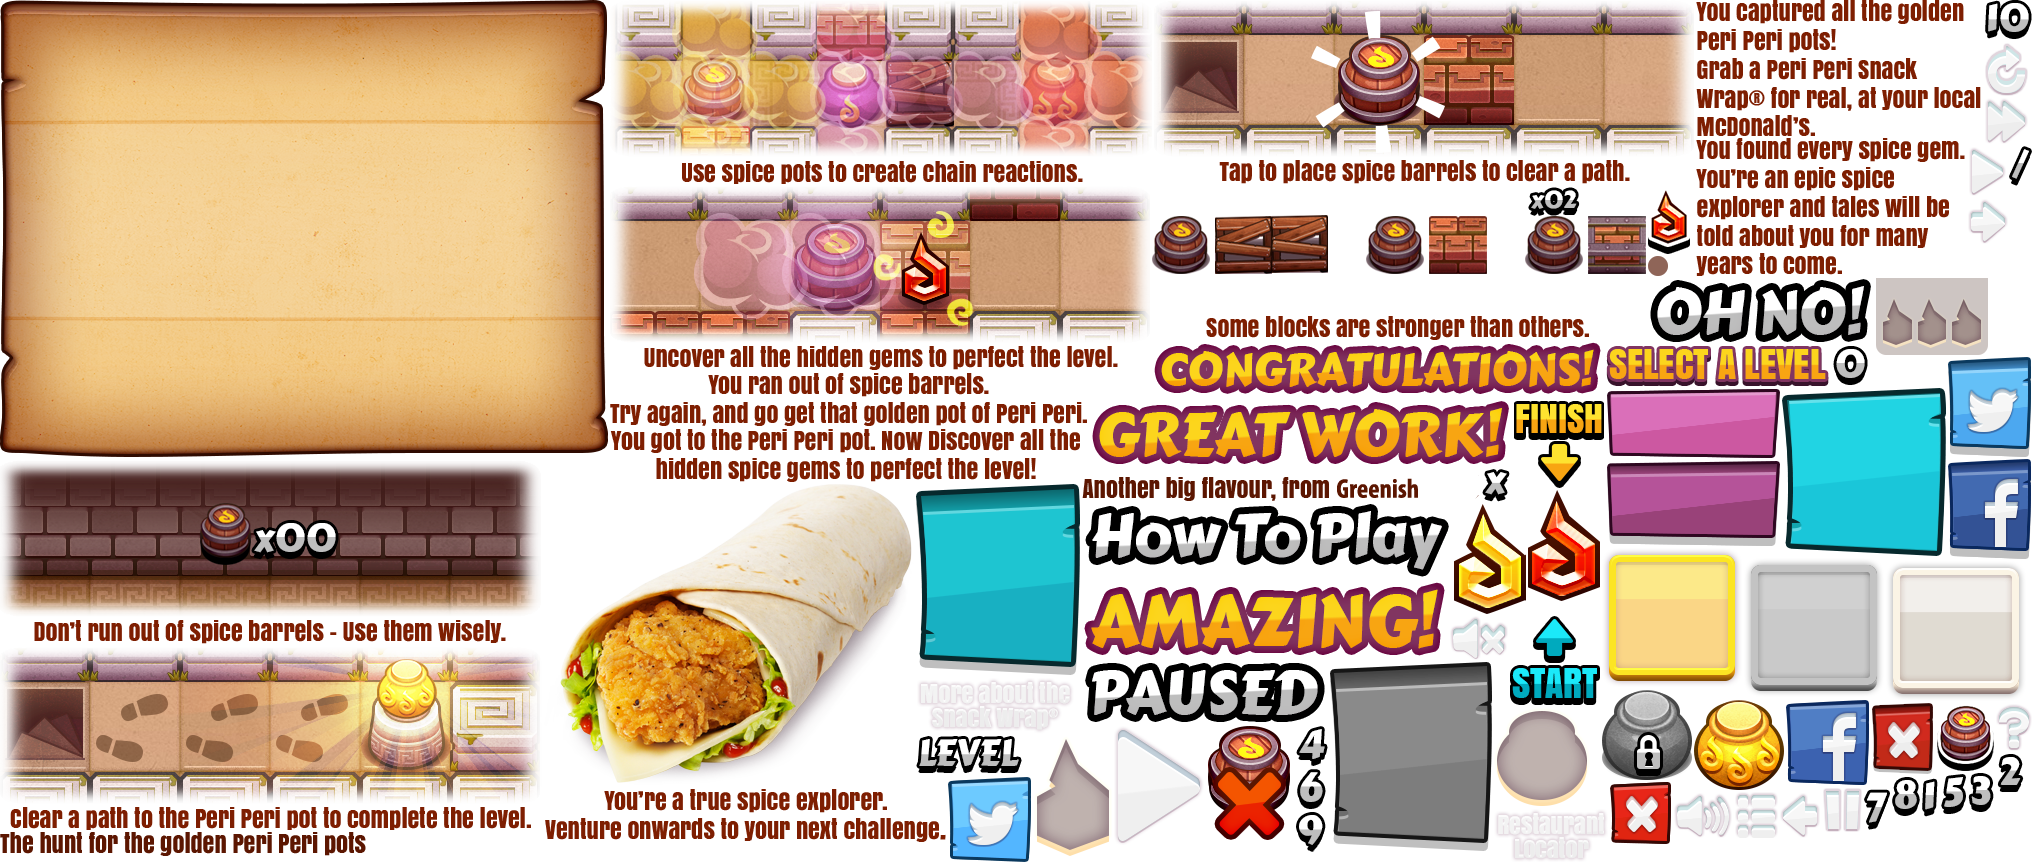 You captured all the golden
Peri Peri pots!
Grab a Peri Peri Snack
Wrap® for real, at your local
McDonald's.
10
Use spice pots to create chain reactions.
Tap to place spice barrels to clear a path.
You found every spice gem.
You're an epic spice
explorer and tales will be
told about you for many
years to come.
/
x02
OH NO!
Some blocks are stronger than others.
Uncover all the hidden gems to perfect the level.
You ran out of spice barrels.
Try again, and go get that golden pot of Peri Peri.
You got to the Peri Peri pot. Now Discover all the
hidden spice gems to perfect the level!
CONGRATULATIONS!
SELECT A LEVEL
0
GREAT WORK!
FINISH
x
Another big flavour, from Greenish
How To Play
x00
AMAZING!
Don't run out of spice barrels - Use them wisely.
START
PAUSED
More about the
Snack Wrap®
LEVEL
4
6
9
You're a true spice explorer.
Venture onwards to your next challenge.
Clear a path to the Peri Peri pot to complete the level.
The hunt for the golden Peri Peri pots
Restaurant
Locator
?
2
7 8 1 5 3